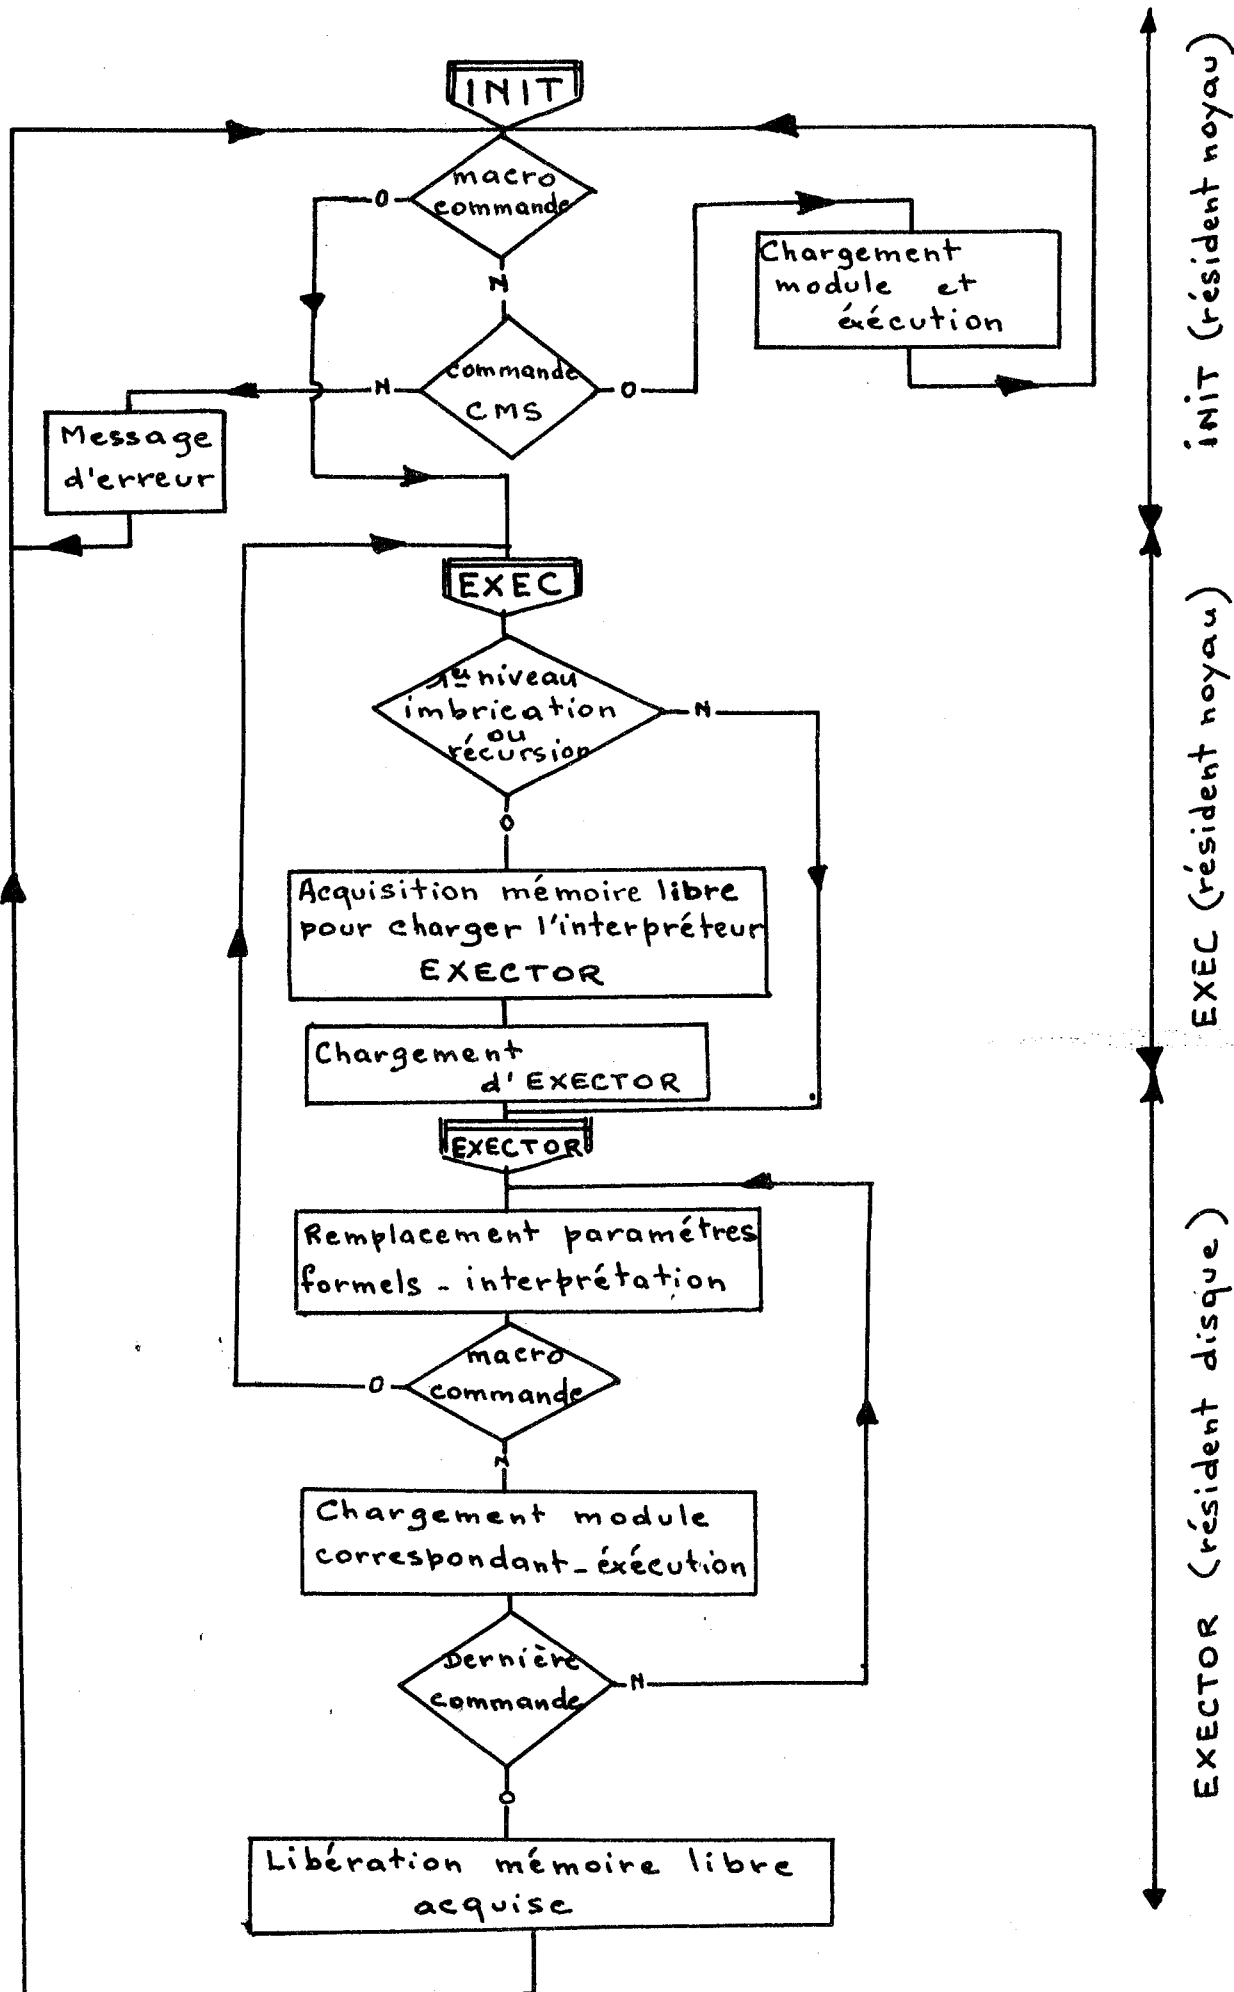 INIT
macro
commande
O
N
Chargement
module et
éxécution
commande
CMS
N
O
Message
d'erreur
EXEC
1er niveau
imbrication
ou
récursion
N
O
Acquisition mémoire libre
pour charger l'interpréteur
EXECTOR
Chargement
d'EXECTOR
EXECTOR
Remplacement paramétres
formels - interprétation
macro
commande
O
N
Chargement module
correspondant - éxécution
Dernière
commande
N
O
Libération mémoire libre
acquise
INIT (résident noyau)
EXEC (résident noyau)
EXECTOR (résident disque)